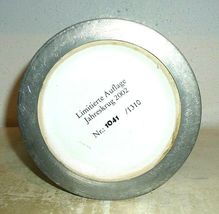 Limitierte Auflage
Jahreskrug 2002
Nr.: 1041 /1310